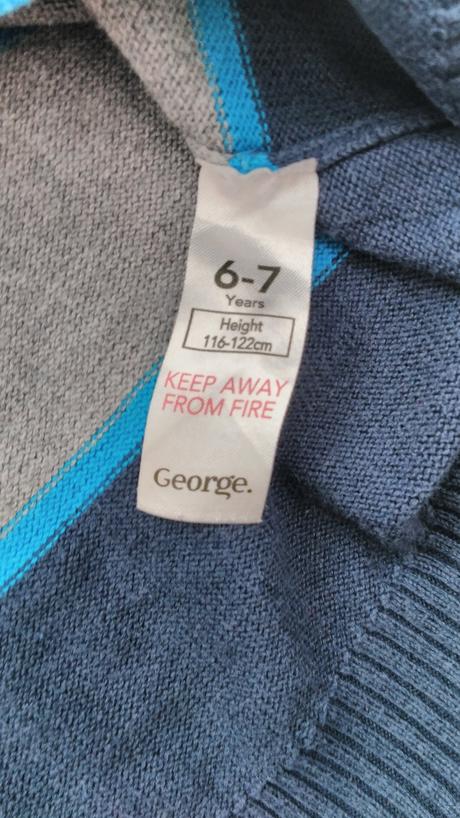 6-7
Years
Height
116-122cm
KEEP AWAY
FROM FIRE
George.